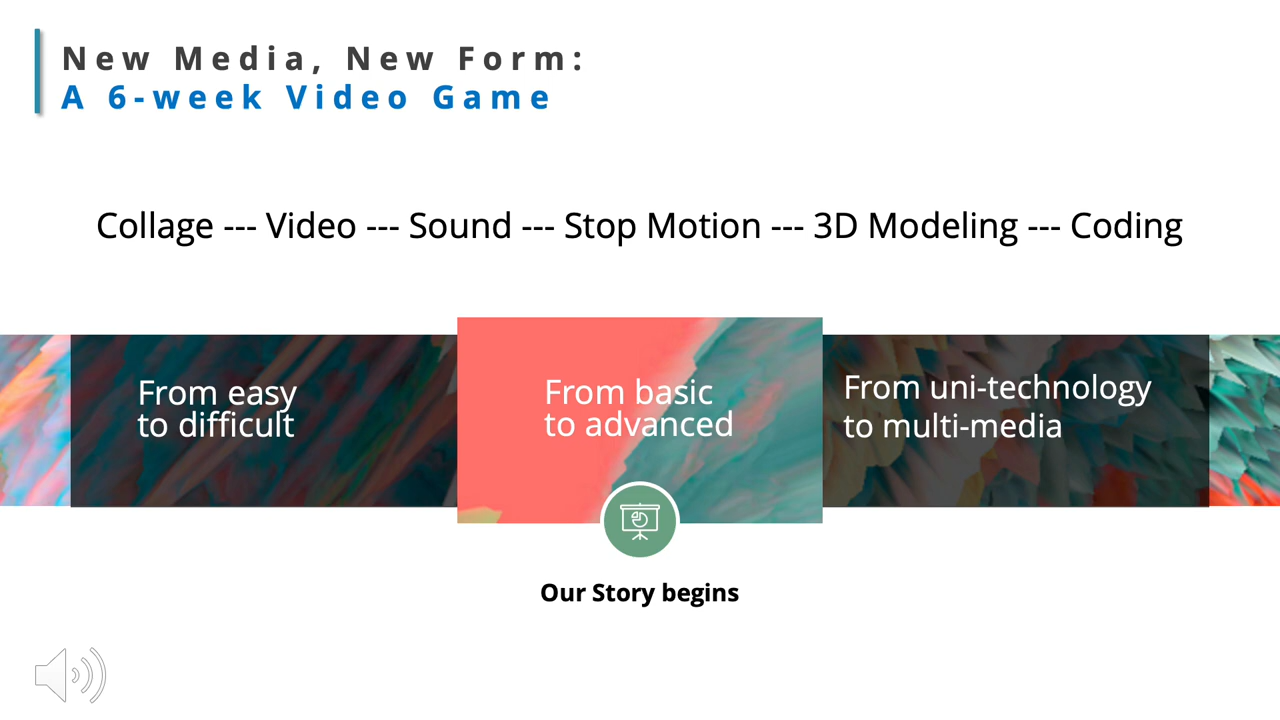 New Media, New Form:
A 6-week Video Game
Collage --- Video --- Sound --- Stop Motion --- 3D Modeling --- Coding
From easy
to difficult
From basic
to advanced
From uni-technology
to multi-media
Our Story begins